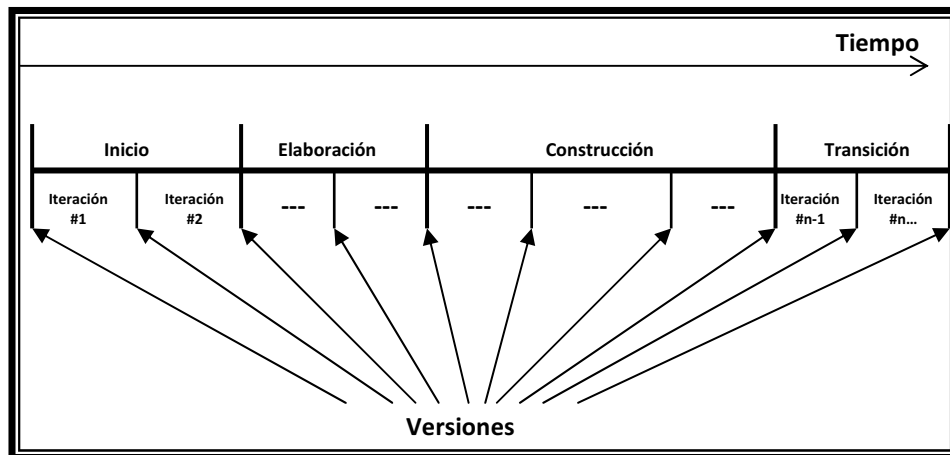 Tiempo
Inicio Elaboración Construcción Transición
Iteración Iteración --- --- --- --- --- Iteración Iteración
#1 #2 #n-1 #n...
Versiones